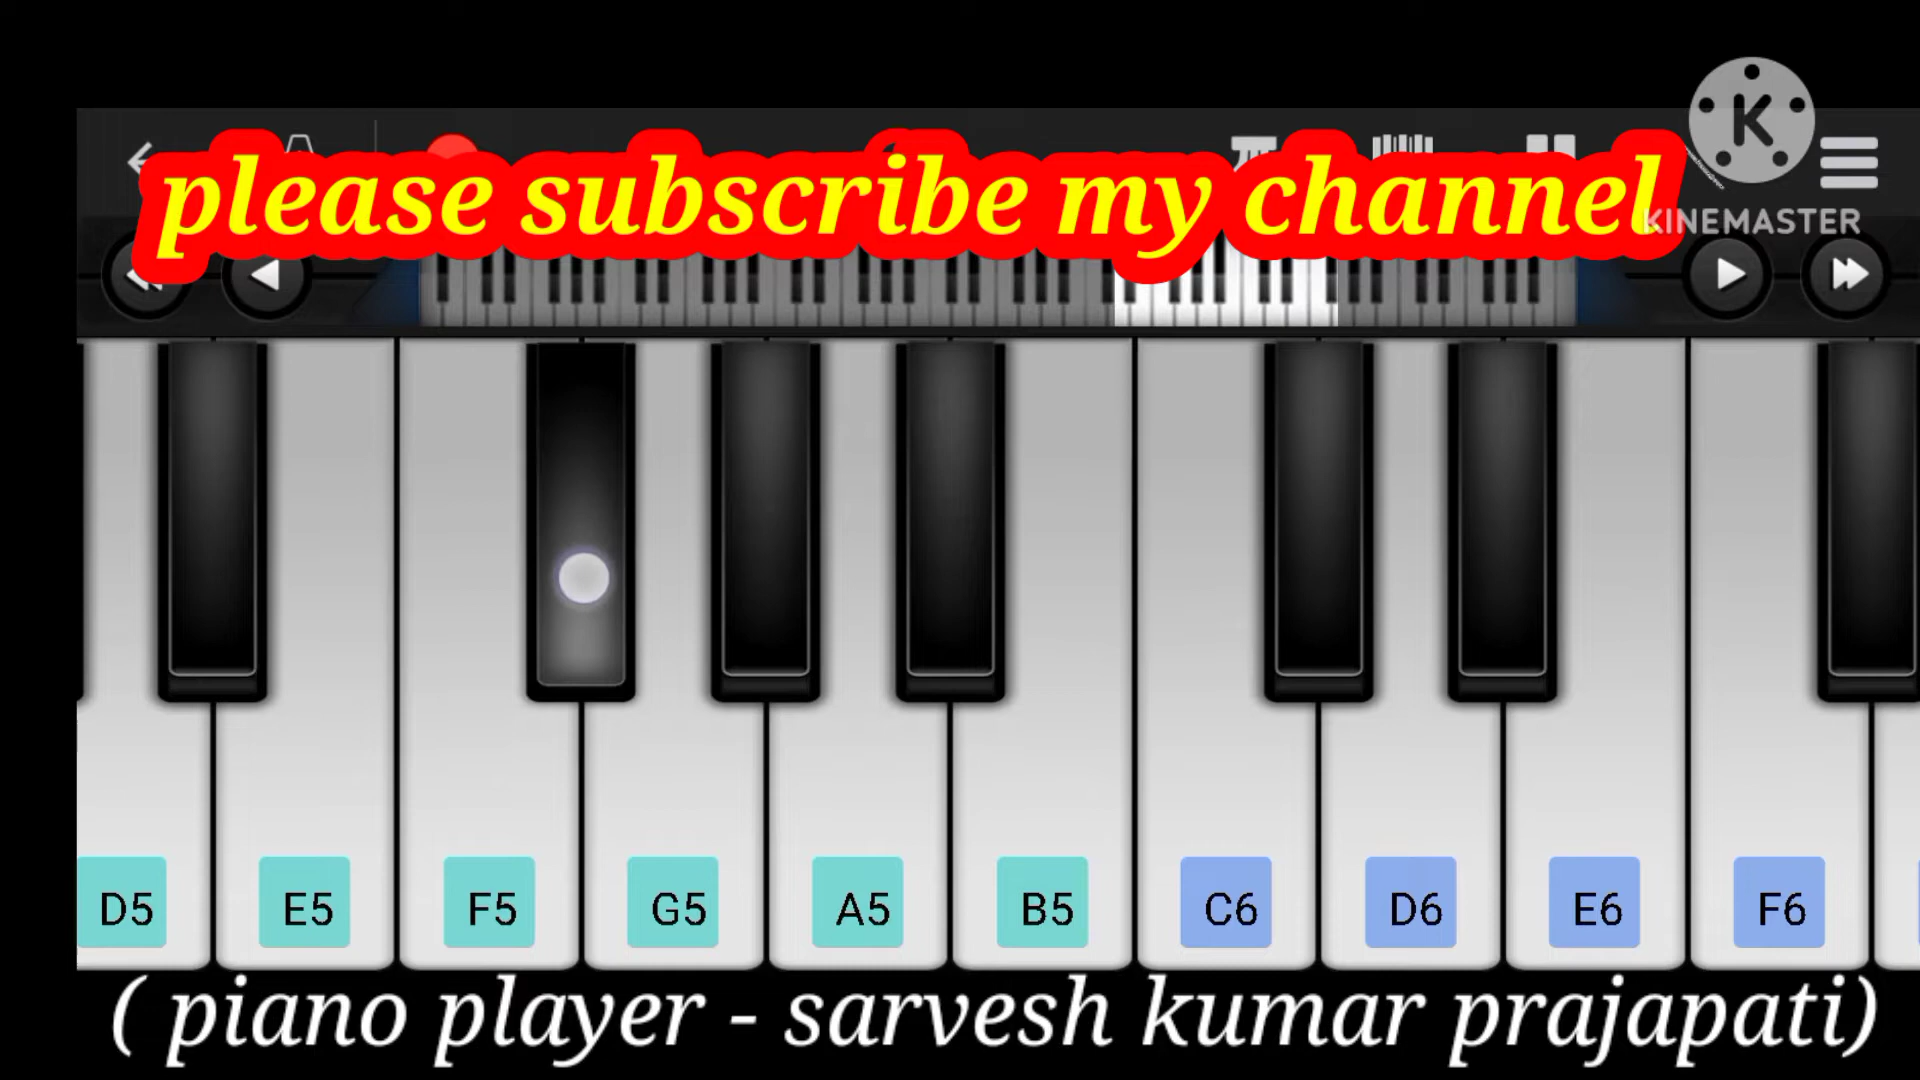 please subscribe my channel
K
KINEMASTER
D5 E5 F5 G5 A5 B5 C6 D6 E6 F6
( piano player - sarvesh kumar prajapati)